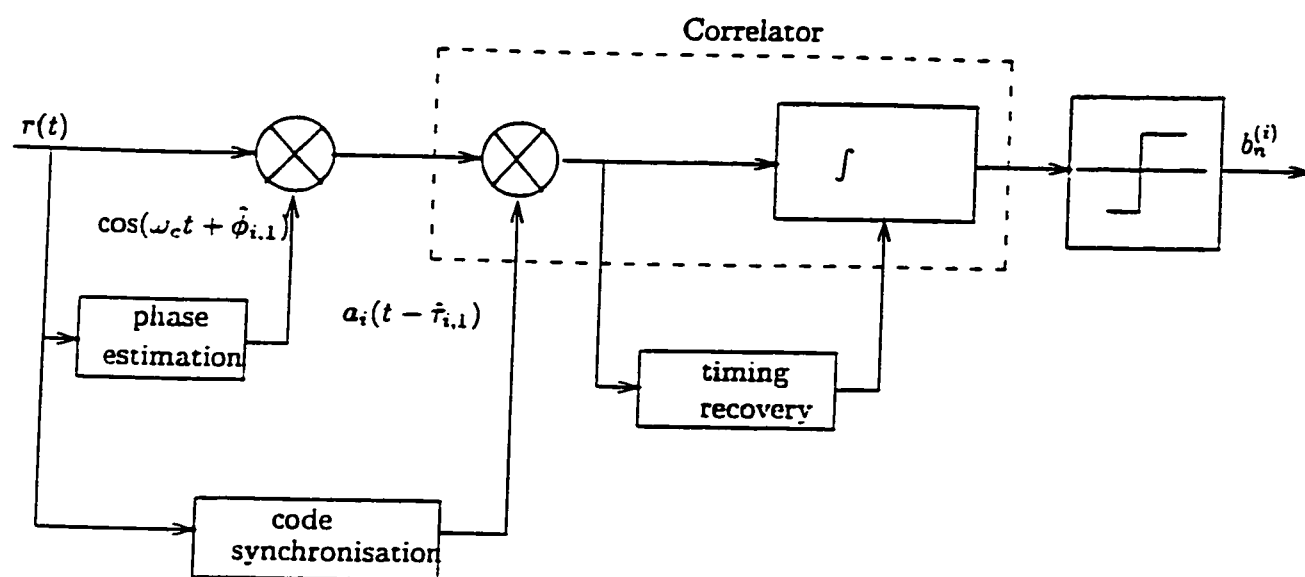 Correlator
r(t)
∫
b_n^{(i)}
cos(ω_c t + φ̂_{i,1})
a_i(t − τ̂_{i,1})
phase
estimation
timing
recovery
code
synchronisation